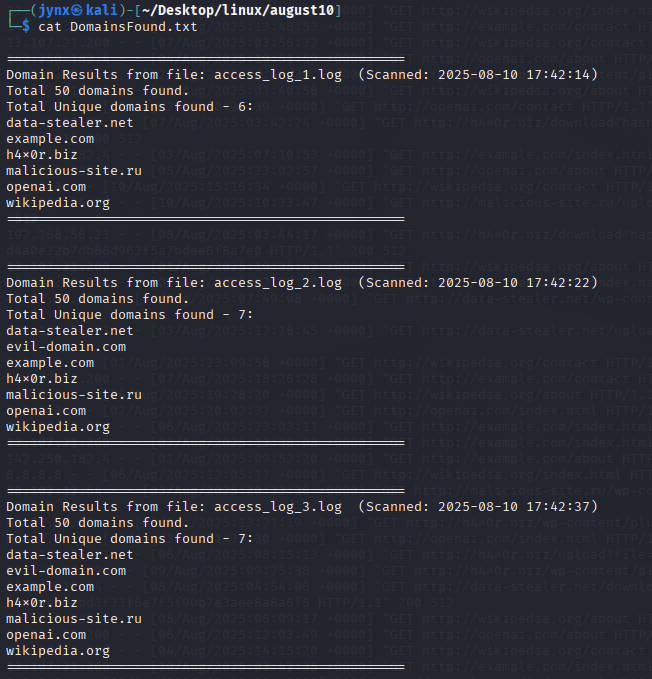 ┌──(jynx㉿kali)-[~/Desktop/linux/august10]
└─$ cat DomainsFound.txt
==================================================
Domain Results from file: access_log_1.log  (Scanned: 2025-08-10 17:42:14)
Total 50 domains found.
Total Unique domains found - 6:
data-stealer.net
example.com
h4x0r.biz
malicious-site.ru
openai.com
wikipedia.org
==================================================
==================================================
Domain Results from file: access_log_2.log  (Scanned: 2025-08-10 17:42:22)
Total 50 domains found.
Total Unique domains found - 7:
data-stealer.net
evil-domain.com
example.com
h4x0r.biz
malicious-site.ru
openai.com
wikipedia.org
==================================================
==================================================
Domain Results from file: access_log_3.log  (Scanned: 2025-08-10 17:42:37)
Total 50 domains found.
Total Unique domains found - 7:
data-stealer.net
evil-domain.com
example.com
h4x0r.biz
malicious-site.ru
openai.com
wikipedia.org
==================================================